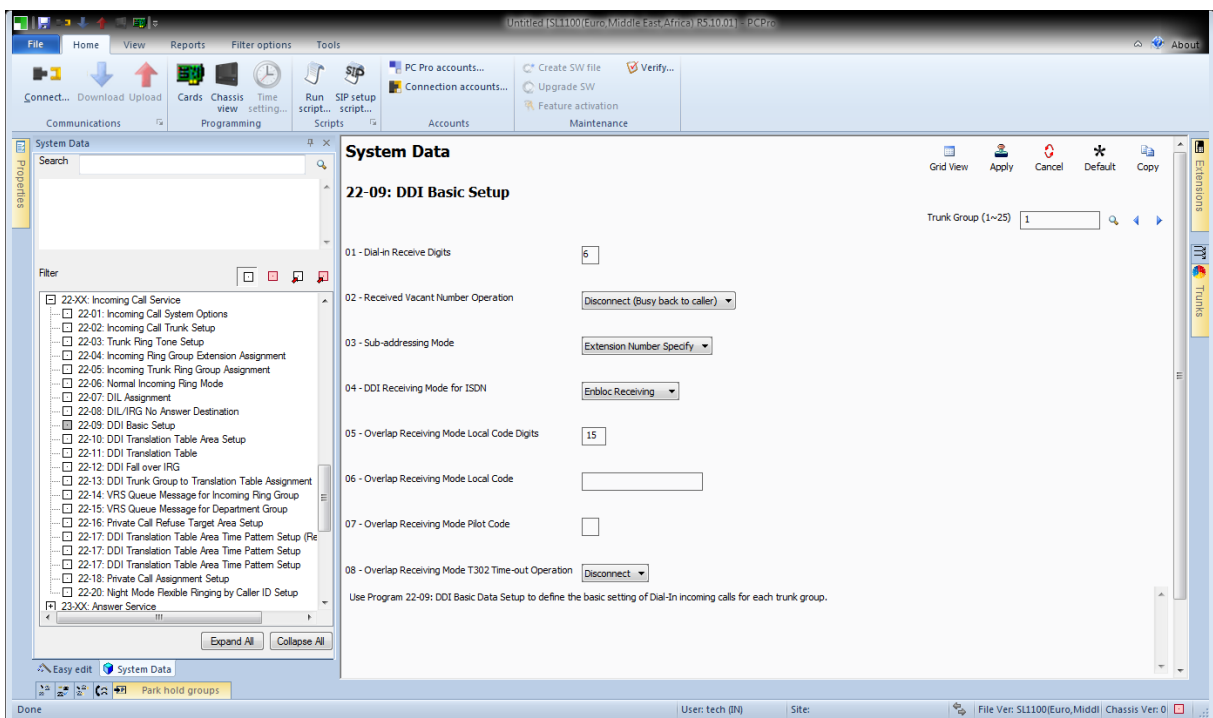 Untitled [SL1100(Euro,Middle East,Africa) R5.10.01] - PCPro
File Home View Reports Filter options Tools About
Connect... Download Upload
Communications
Cards Chassis view Time setting...
Programming
Run script... SIP setup script...
Scripts
PC Pro accounts...
Connection accounts...
Accounts
Create SW file Verify...
Upgrade SW
Feature activation
Maintenance
Properties
System Data
Search
Filter
22-XX: Incoming Call Service
22-01: Incoming Call System Options
22-02: Incoming Call Trunk Setup
22-03: Trunk Ring Tone Setup
22-04: Incoming Ring Group Extension Assignment
22-05: Incoming Trunk Ring Group Assignment
22-06: Normal Incoming Ring Mode
22-07: DIL Assignment
22-08: DIL/IRG No Answer Destination
22-09: DDI Basic Setup
22-10: DDI Translation Table Area Setup
22-11: DDI Translation Table
22-12: DDI Fall over IRG
22-13: DDI Trunk Group to Translation Table Assignment
22-14: VRS Queue Message for Incoming Ring Group
22-15: VRS Queue Message for Department Group
22-16: Private Call Refuse Target Area Setup
22-17: DDI Translation Table Area Time Pattern Setup (Re
22-17: DDI Translation Table Area Time Pattern Setup
22-17: DDI Translation Table Area Time Pattern Setup
22-18: Private Call Assignment Setup
22-20: Night Mode Flexible Ringing by Caller ID Setup
23-XX: Answer Service
Expand All Collapse All
Easy edit System Data
Park hold groups
System Data
Grid View Apply Cancel Default Copy
22-09: DDI Basic Setup
Trunk Group (1~25) 1
01 - Dial-in Receive Digits 6
02 - Received Vacant Number Operation Disconnect (Busy back to caller)
03 - Sub-addressing Mode Extension Number Specify
04 - DDI Receiving Mode for ISDN Enbloc Receiving
05 - Overlap Receiving Mode Local Code Digits 15
06 - Overlap Receiving Mode Local Code
07 - Overlap Receiving Mode Pilot Code
08 - Overlap Receiving Mode T302 Time-out Operation Disconnect
Use Program 22-09: DDI Basic Data Setup to define the basic setting of Dial-In incoming calls for each trunk group.
Extensions
Trunks
Done User: tech (IN) Site: File Ver: SL1100(Euro,Middl Chassis Ver: 0